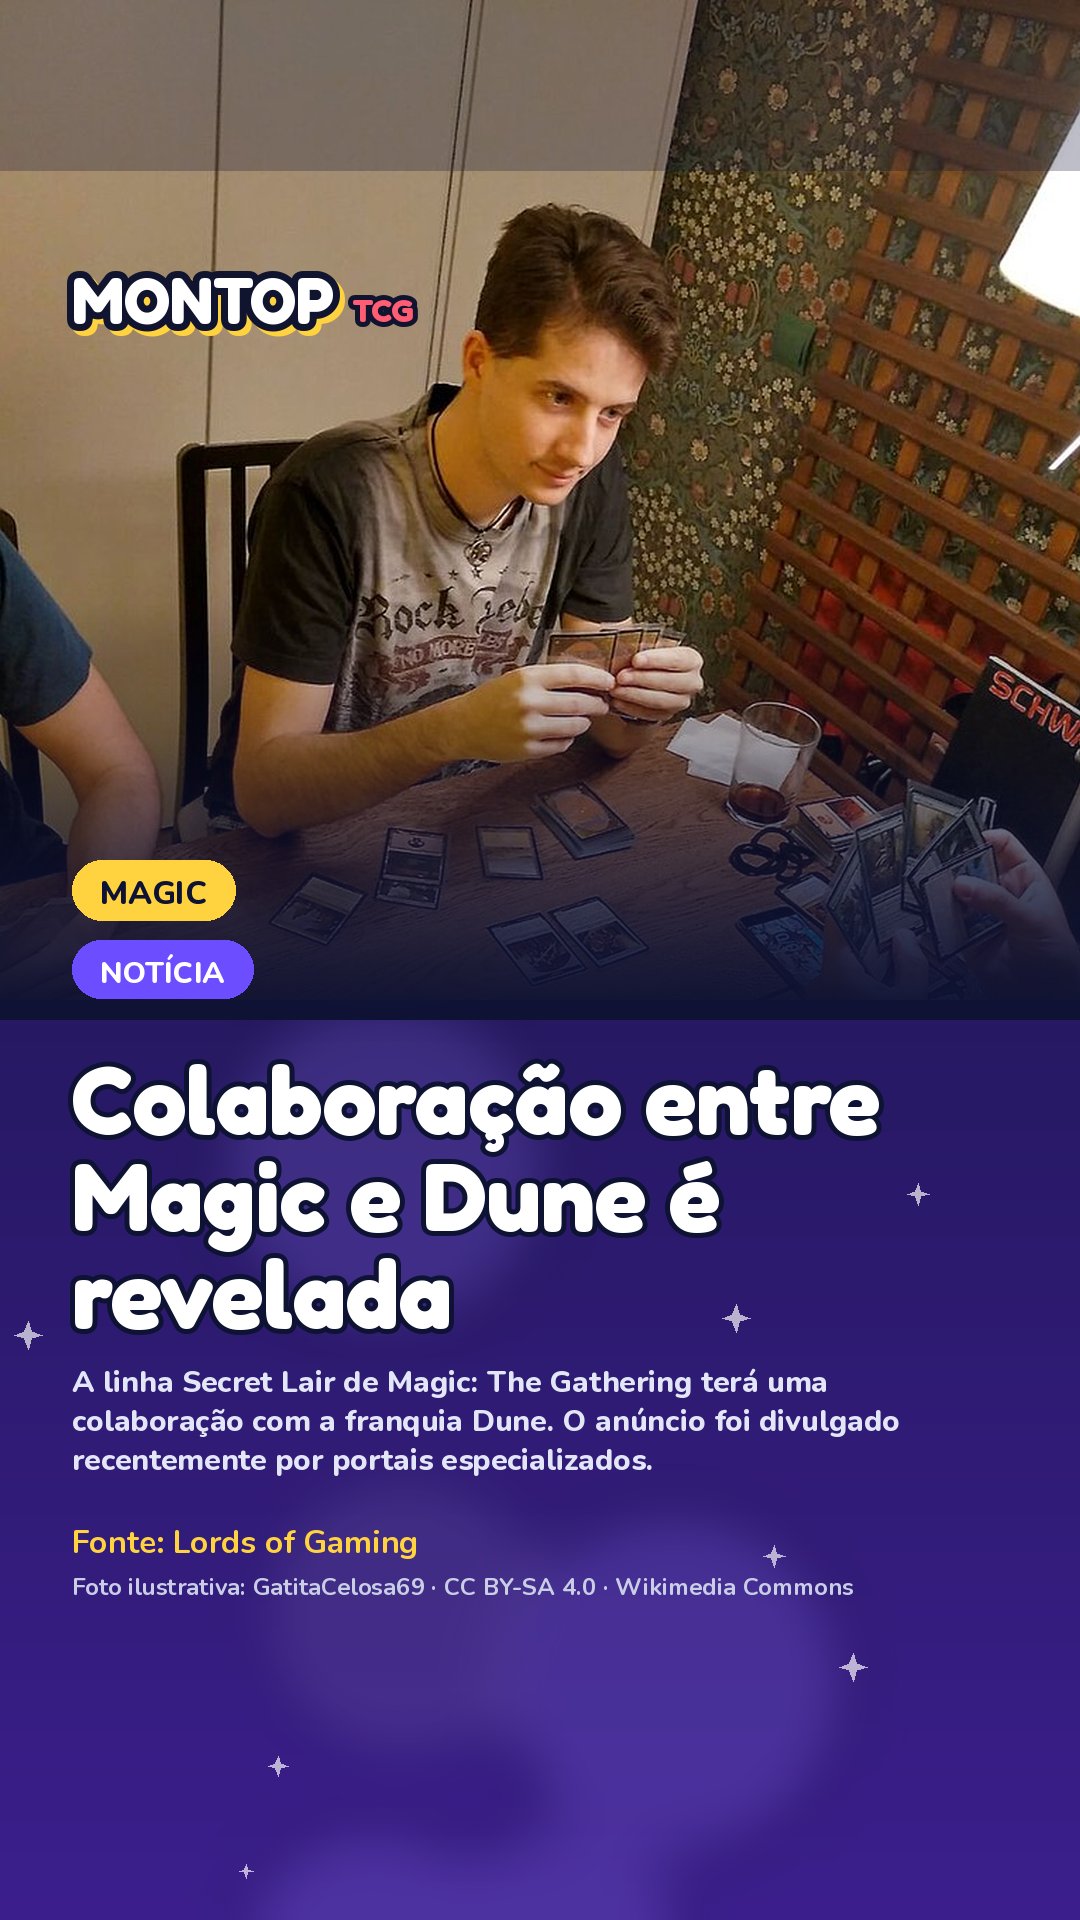 MONTOP TCG
Rock Rebel
NO MORE
SCHW
MAGIC
NOTÍCIA
Colaboração entre
Magic e Dune é
revelada
A linha Secret Lair de Magic: The Gathering terá uma
colaboração com a franquia Dune. O anúncio foi divulgado
recentemente por portais especializados.
Fonte: Lords of Gaming
Foto ilustrativa: GatitaCelosa69 · CC BY-SA 4.0 · Wikimedia Commons